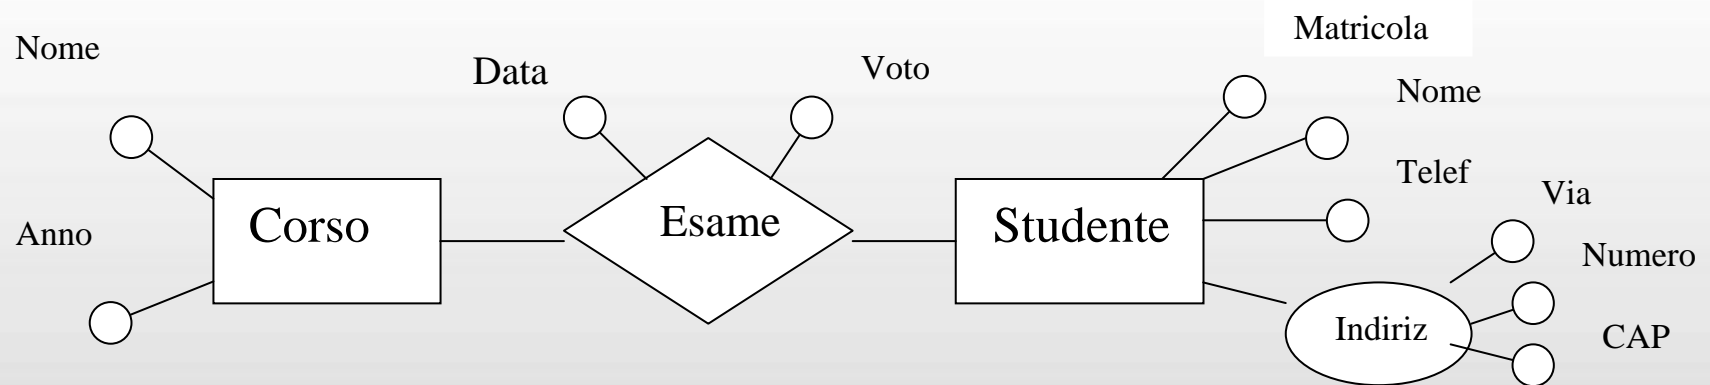 Matricola
Nome
Data
Voto
Nome
Telef
Via
Anno
Corso
Esame
Studente
Numero
Indiriz
CAP